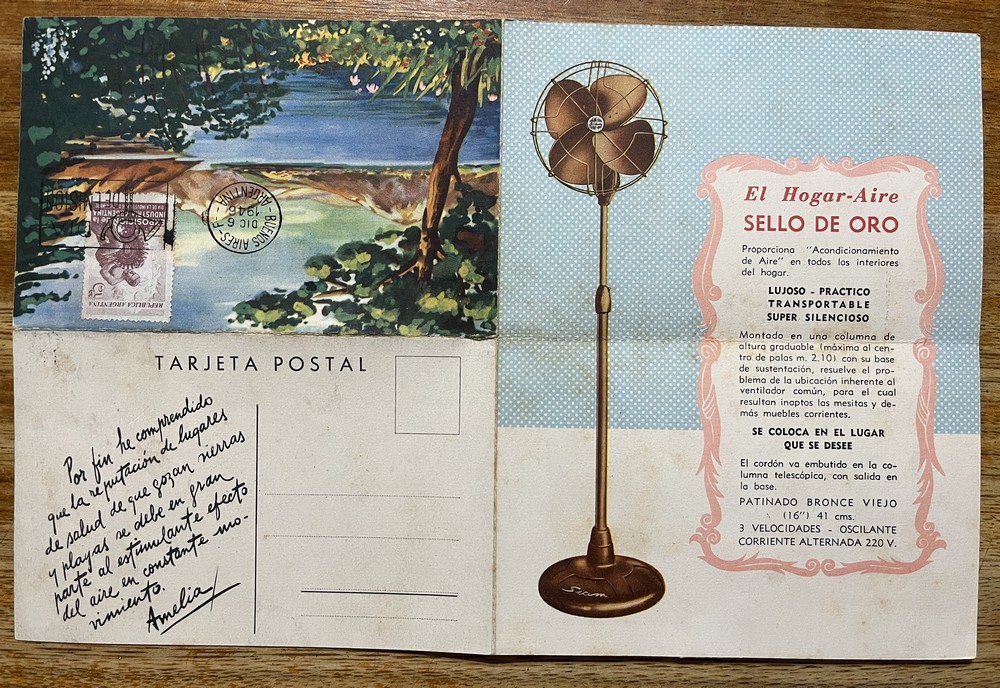 EXPOSICION
INDUSTRIA ARGENTINA
REPUBLICA ARGENTINA
BUENOS AIRES-F
DIC 6
1946
- ARGENTINA -
TARJETA POSTAL
Por fin he comprendido
que la reputación de lugares
de salud de que gozan sierras
y playas se debe en gran
parte al estimulante efecto
del aire en constante mo-
vimiento.
Amelia
Siam
El Hogar-Aire
SELLO DE ORO
Proporciona "Acondicionamiento
de Aire" en todos los interiores
del hogar.
LUJOSO - PRACTICO
TRANSPORTABLE
SUPER SILENCIOSO
Montado en una columna de
altura graduable (máxima al cen-
tro de palas m. 2.10) con su base
de sustentación, resuelve el pro-
blema de la ubicación inherente al
ventilador común, para el cual
resultan inaptos las mesitas y de-
más muebles corrientes.
SE COLOCA EN EL LUGAR
QUE SE DESEE
El cordón va embutido en la co-
lumna telescópica, con salida en
la base.
PATINADO BRONCE VIEJO
(16") 41 cms.
3 VELOCIDADES - OSCILANTE
CORRIENTE ALTERNADA 220 V.